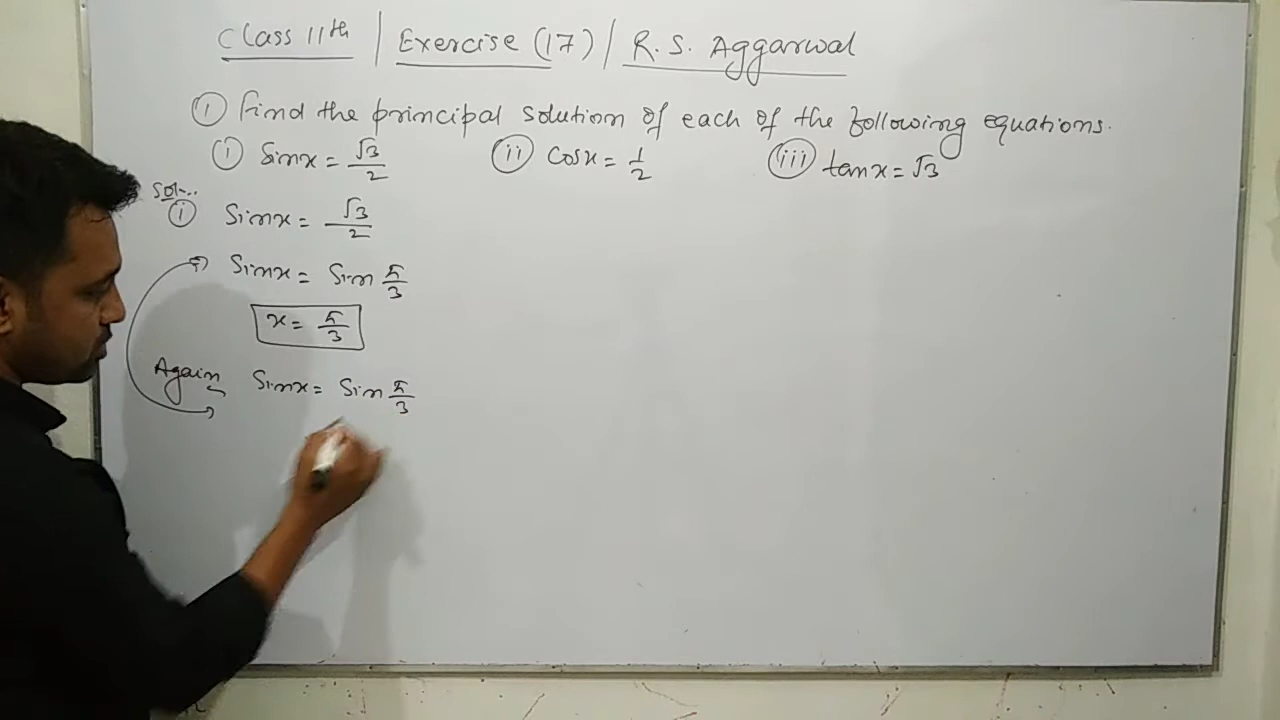 Class 11th / Exercise (17) / R. S. Aggarwal
① Find the principal solution of each of the following equations.
(i) Sinx = √3/2 (ii) Cosx = 1/2 (iii) tanx = √3
Sol..
(i) Sinx = √3/2
Sinx = Sin π/3
x = π/3
Again Sinx = Sin π/3